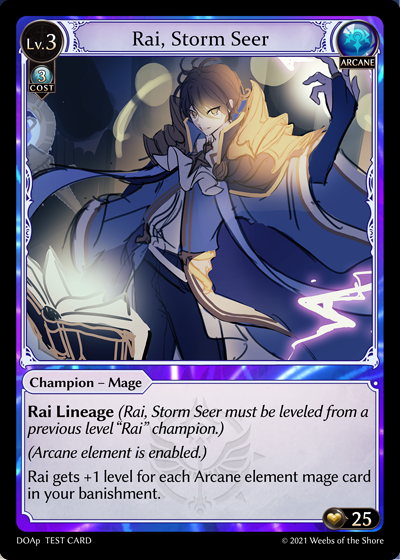 Lv.3
Rai, Storm Seer
ARCANE
3
COST
Champion – Mage
Rai Lineage (Rai, Storm Seer must be leveled from a
previous level “Rai” champion.)
(Arcane element is enabled.)
Rai gets +1 level for each Arcane element mage card
in your banishment.
25
DOAp TEST CARD
© 2021 Weebs of the Shore